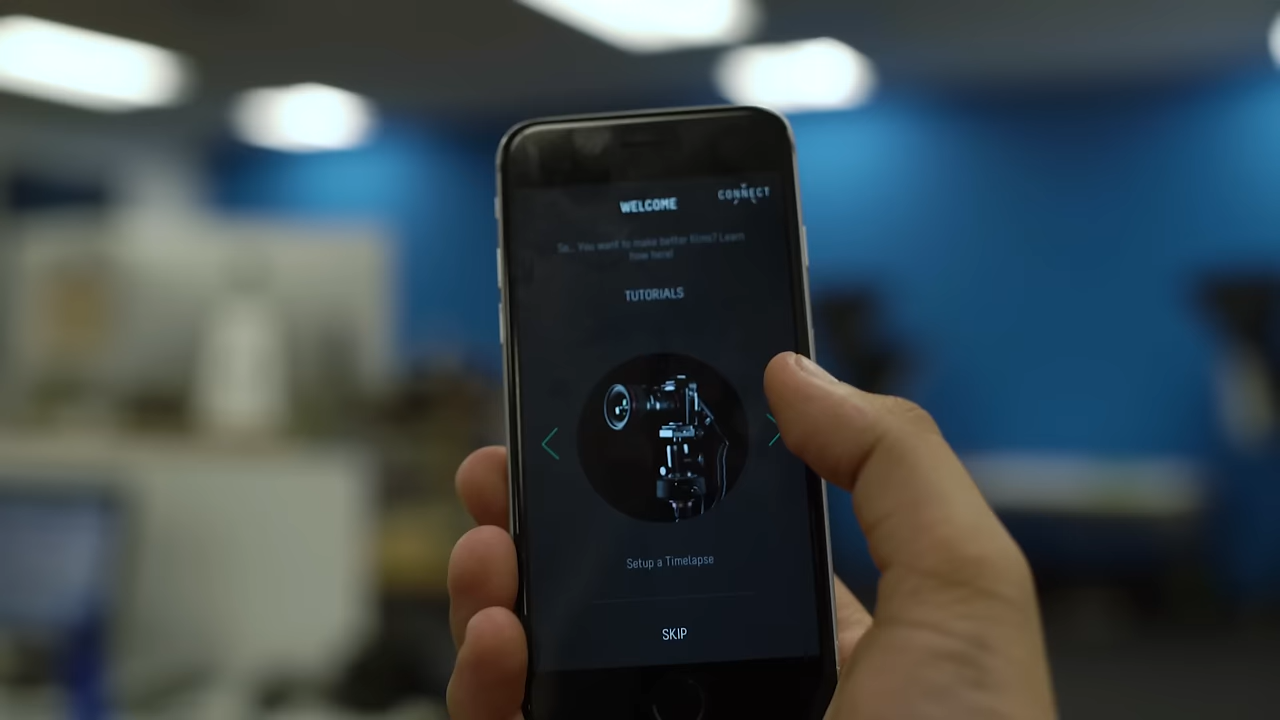 WELCOME
CONNECT
So... You want to make better films? Learn
how here!
TUTORIALS
Setup a Timelapse
SKIP